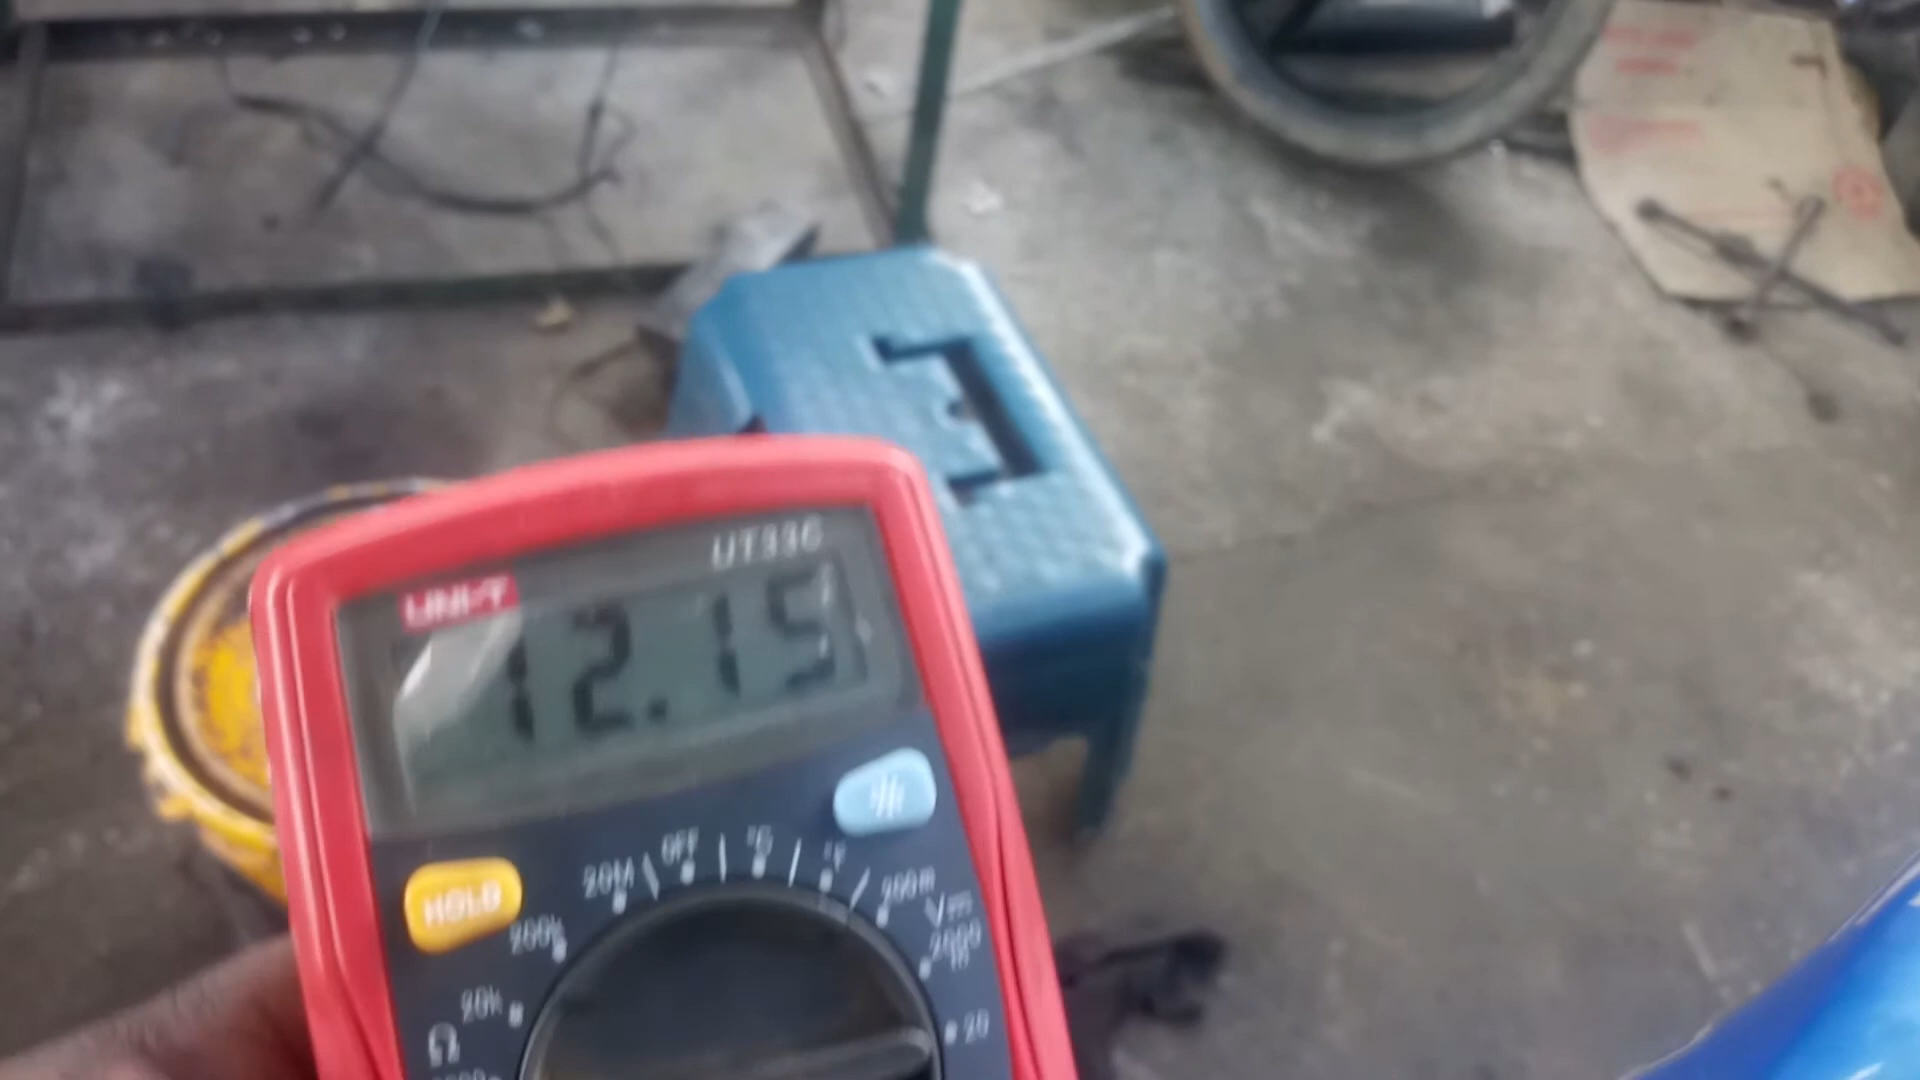 UT33C
UNI-T
12.15
HOLD
OFF
°C
°F
20M
200m
V
200k
2000
m
20k
20
Ω